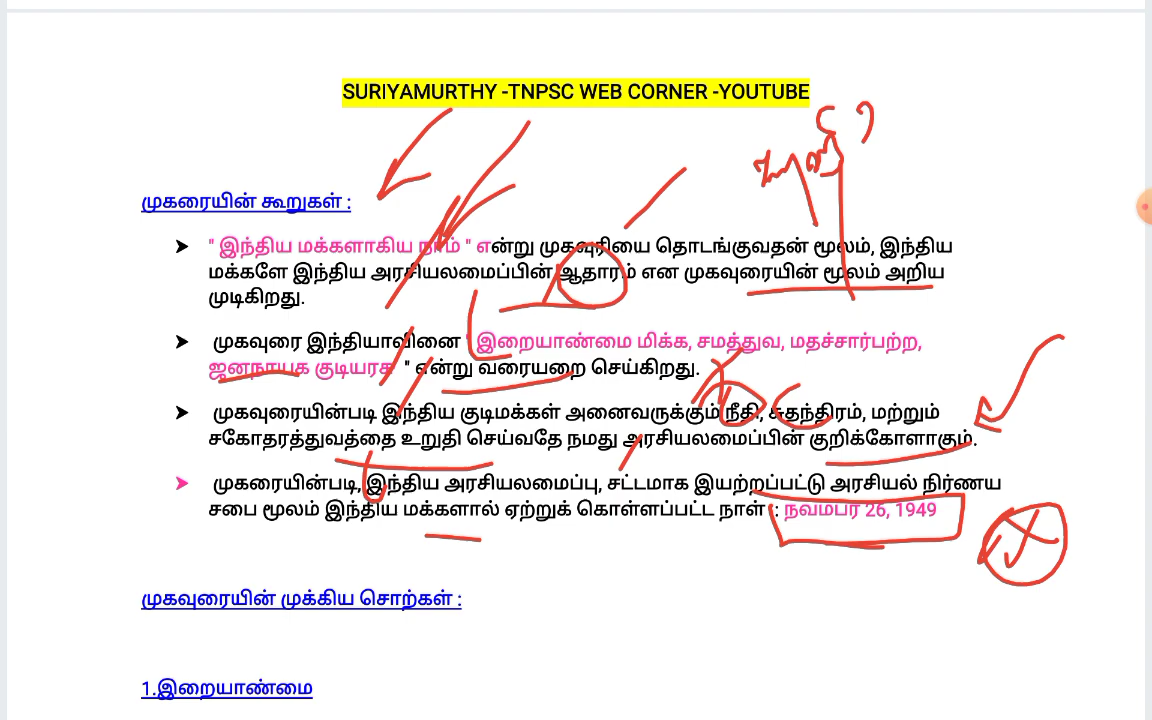 SURIYAMURTHY -TNPSC WEB CORNER -YOUTUBE
முகரையின் கூறுகள் :
➤ " இந்திய மக்களாகிய நாம் " என்று முகவுரியை தொடங்குவதன் மூலம், இந்திய
மக்களே இந்திய அரசியலமைப்பின் ஆதாரம் என முகவுரையின் மூலம் அறிய
முடிகிறது.
➤ முகவுரை இந்தியாவினை " இறையாண்மை மிக்க, சமத்துவ, மதச்சார்பற்ற,
ஜனநாயக குடியரசு " என்று வரையறை செய்கிறது.
➤ முகவுரையின்படி இந்திய குடிமக்கள் அனைவருக்கும் நீதி, சுதந்திரம், மற்றும்
சகோதரத்துவத்தை உறுதி செய்வதே நமது அரசியலமைப்பின் குறிக்கோளாகும்.
➤ முகரையின்படி, இந்திய அரசியலமைப்பு, சட்டமாக இயற்றப்பட்டு அரசியல் நிர்ணய
சபை மூலம் இந்திய மக்களால் ஏற்றுக் கொள்ளப்பட்ட நாள் : நவம்பர் 26, 1949
முகவுரையின் முக்கிய சொற்கள் :
1.இறையாண்மை